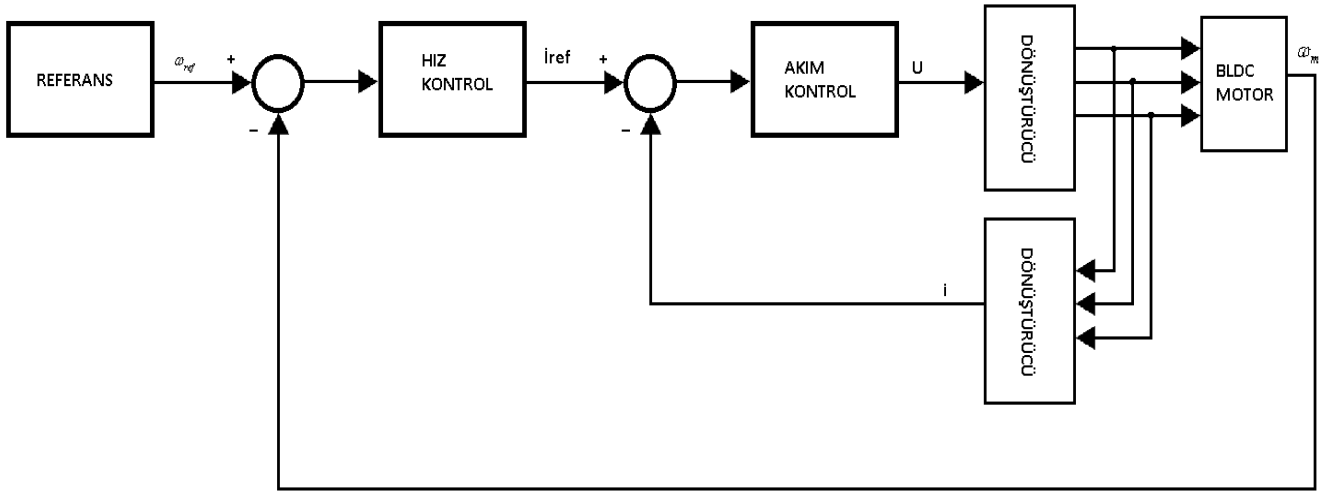 REFERANS
ω_ref
+
−
HIZ
KONTROL
İref
+
−
AKIM
KONTROL
U
DÖNÜŞTÜRÜCÜ
BLDC
MOTOR
ω_m
i
DÖNÜŞTÜRÜCÜ